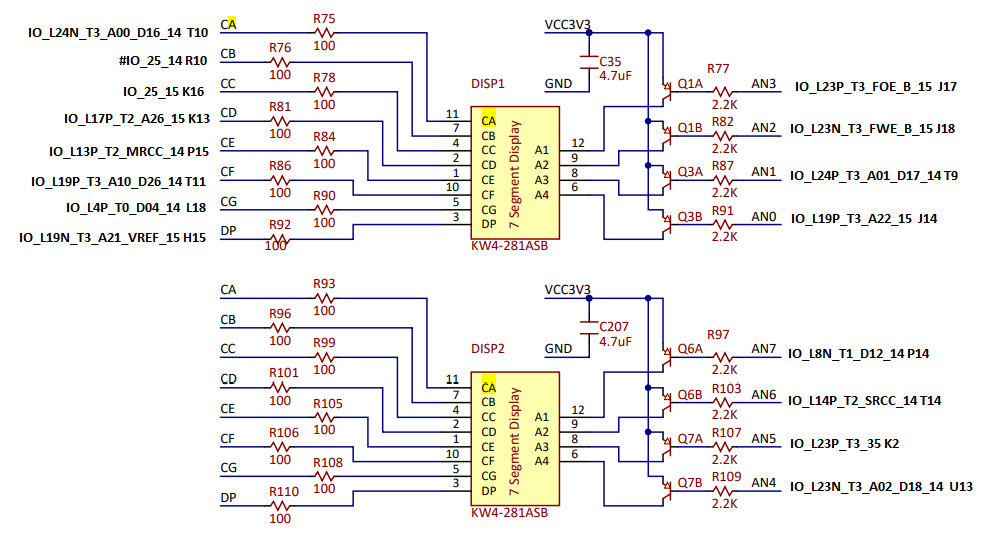 CA R75 VCC3V3
IO_L24N_T3_A00_D16_14 T10 100
CB R76 C35 R77
#IO_25_14 R10 100 4.7uF
CC R78 DISP1 GND Q1A AN3 IO_L23P_T3_FOE_B_15 J17
IO_25_15 K16 100 2.2K
CD R81 11 CA Q1B R82 AN2 IO_L23N_T3_FWE_B_15 J18
IO_L17P_T2_A26_15 K13 100 7 CB 2.2K
CE R84 4 CC A1 12
IO_L13P_T2_MRCC_14 P15 100 2 CD A2 9 R87
CF R86 1 CE A3 8 Q3A AN1 IO_L24P_T3_A01_D17_14 T9
IO_L19P_T3_A10_D26_14 T11 100 10 CF A4 6 2.2K
CG R90 5 CG R91
IO_L4P_T0_D04_14 L18 100 3 DP Q3B AN0 IO_L19P_T3_A22_15 J14
DP R92 7 Segment Display 2.2K
IO_L19N_T3_A21_VREF_15 H15 100 KW4-281ASB
CA R93 VCC3V3
100
CB R96 C207 R97
100 4.7uF
CC R99 DISP2 GND Q6A AN7 IO_L8N_T1_D12_14 P14
100 2.2K
CD R101 11 CA Q6B R103 AN6 IO_L14P_T2_SRCC_14 T14
100 7 CB 2.2K
CE R105 4 CC A1 12
100 2 CD A2 9 R107
CF R106 1 CE A3 8 Q7A AN5 IO_L23P_T3_35 K2
100 10 CF A4 6 2.2K
CG R108 5 CG R109
100 3 DP Q7B AN4 IO_L23N_T3_A02_D18_14 U13
DP R110 7 Segment Display 2.2K
100 KW4-281ASB